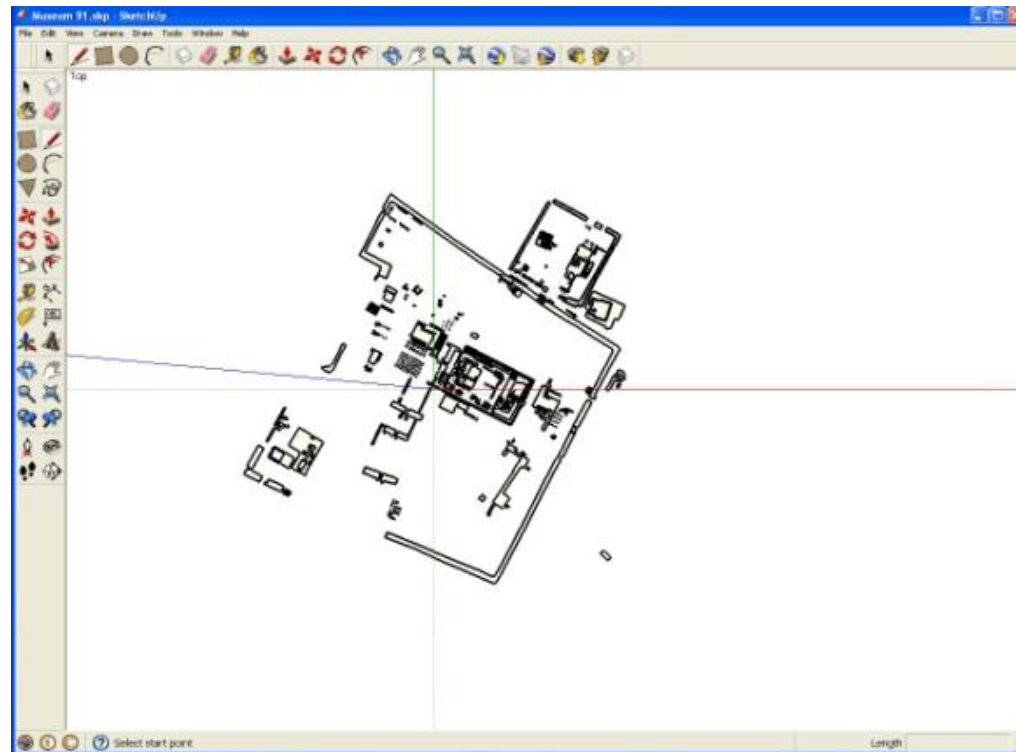 Museum 01.skp - SketchUp
File Edit View Camera Draw Tools Window Help
Top
Select start point
Length